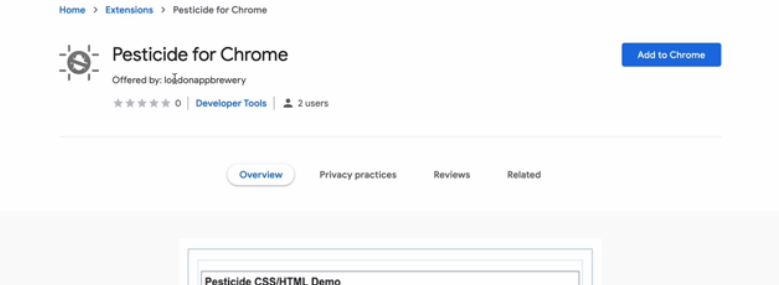 Home > Extensions > Pesticide for Chrome
Pesticide for Chrome
Add to Chrome
Offered by: londonappbrewery
0 | Developer Tools | 2 users
Overview Privacy practices Reviews Related
Pesticide CSS/HTML Demo